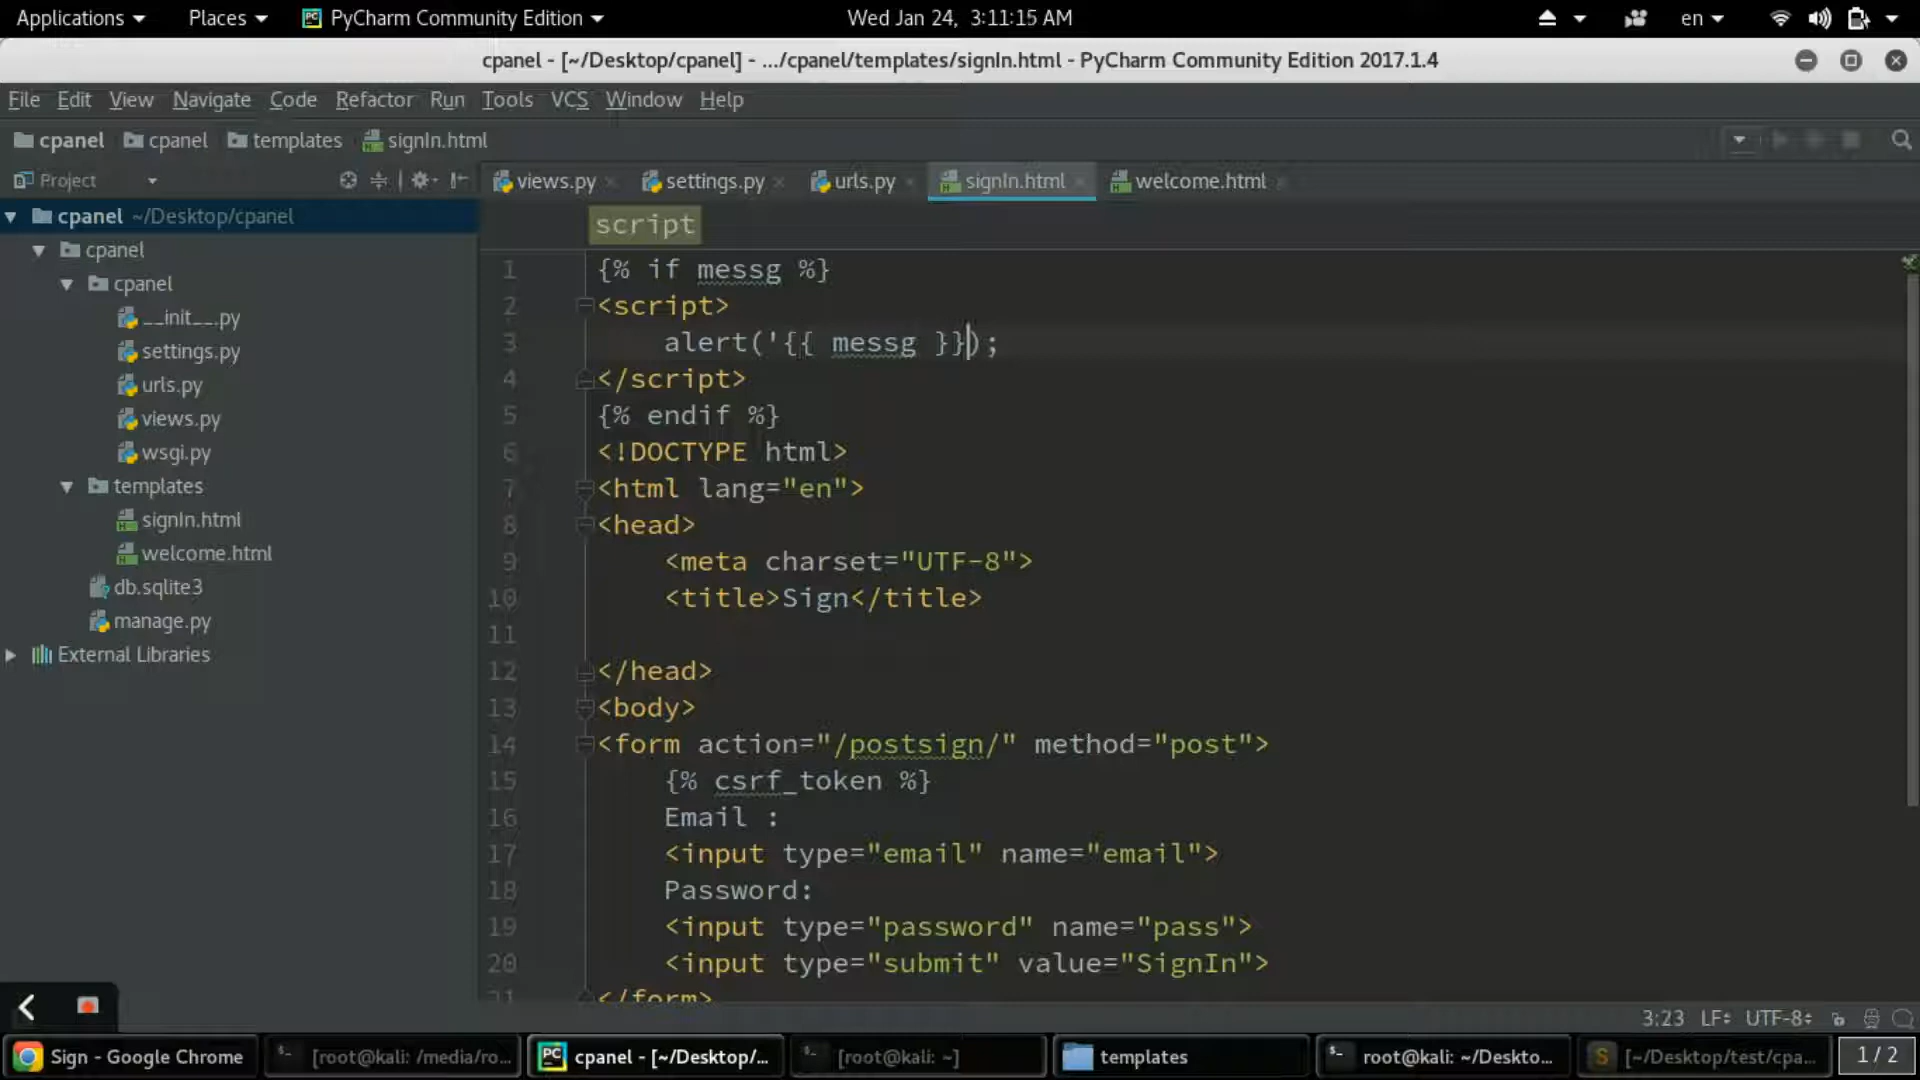 Applications Places PyCharm Community Edition Wed Jan 24, 3:11:15 AM en
cpanel - [~/Desktop/cpanel] - .../cpanel/templates/signIn.html - PyCharm Community Edition 2017.1.4
File Edit View Navigate Code Refactor Run Tools VCS Window Help
cpanel cpanel templates signIn.html
Project views.py settings.py urls.py signIn.html welcome.html
cpanel ~/Desktop/cpanel
cpanel
cpanel
__init__.py
settings.py
urls.py
views.py
wsgi.py
templates
signIn.html
welcome.html
db.sqlite3
manage.py
External Libraries
script
1 {% if messg %}
2 <script>
3 alert('{{ messg }});
4 </script>
5 {% endif %}
6 <!DOCTYPE html>
7 <html lang="en">
8 <head>
9 <meta charset="UTF-8">
10 <title>Sign</title>
11
12 </head>
13 <body>
14 <form action="/postsign/" method="post">
15 {% csrf_token %}
16 Email :
17 <input type="email" name="email">
18 Password:
19 <input type="password" name="pass">
20 <input type="submit" value="SignIn">
21 </form>
3:23 LF UTF-8
Sign - Google Chrome [root@kali: /media/ro... cpanel - [~/Desktop/... [root@kali: ~] templates root@kali: ~/Deskto... [~/Desktop/test/cpa... 1 / 2